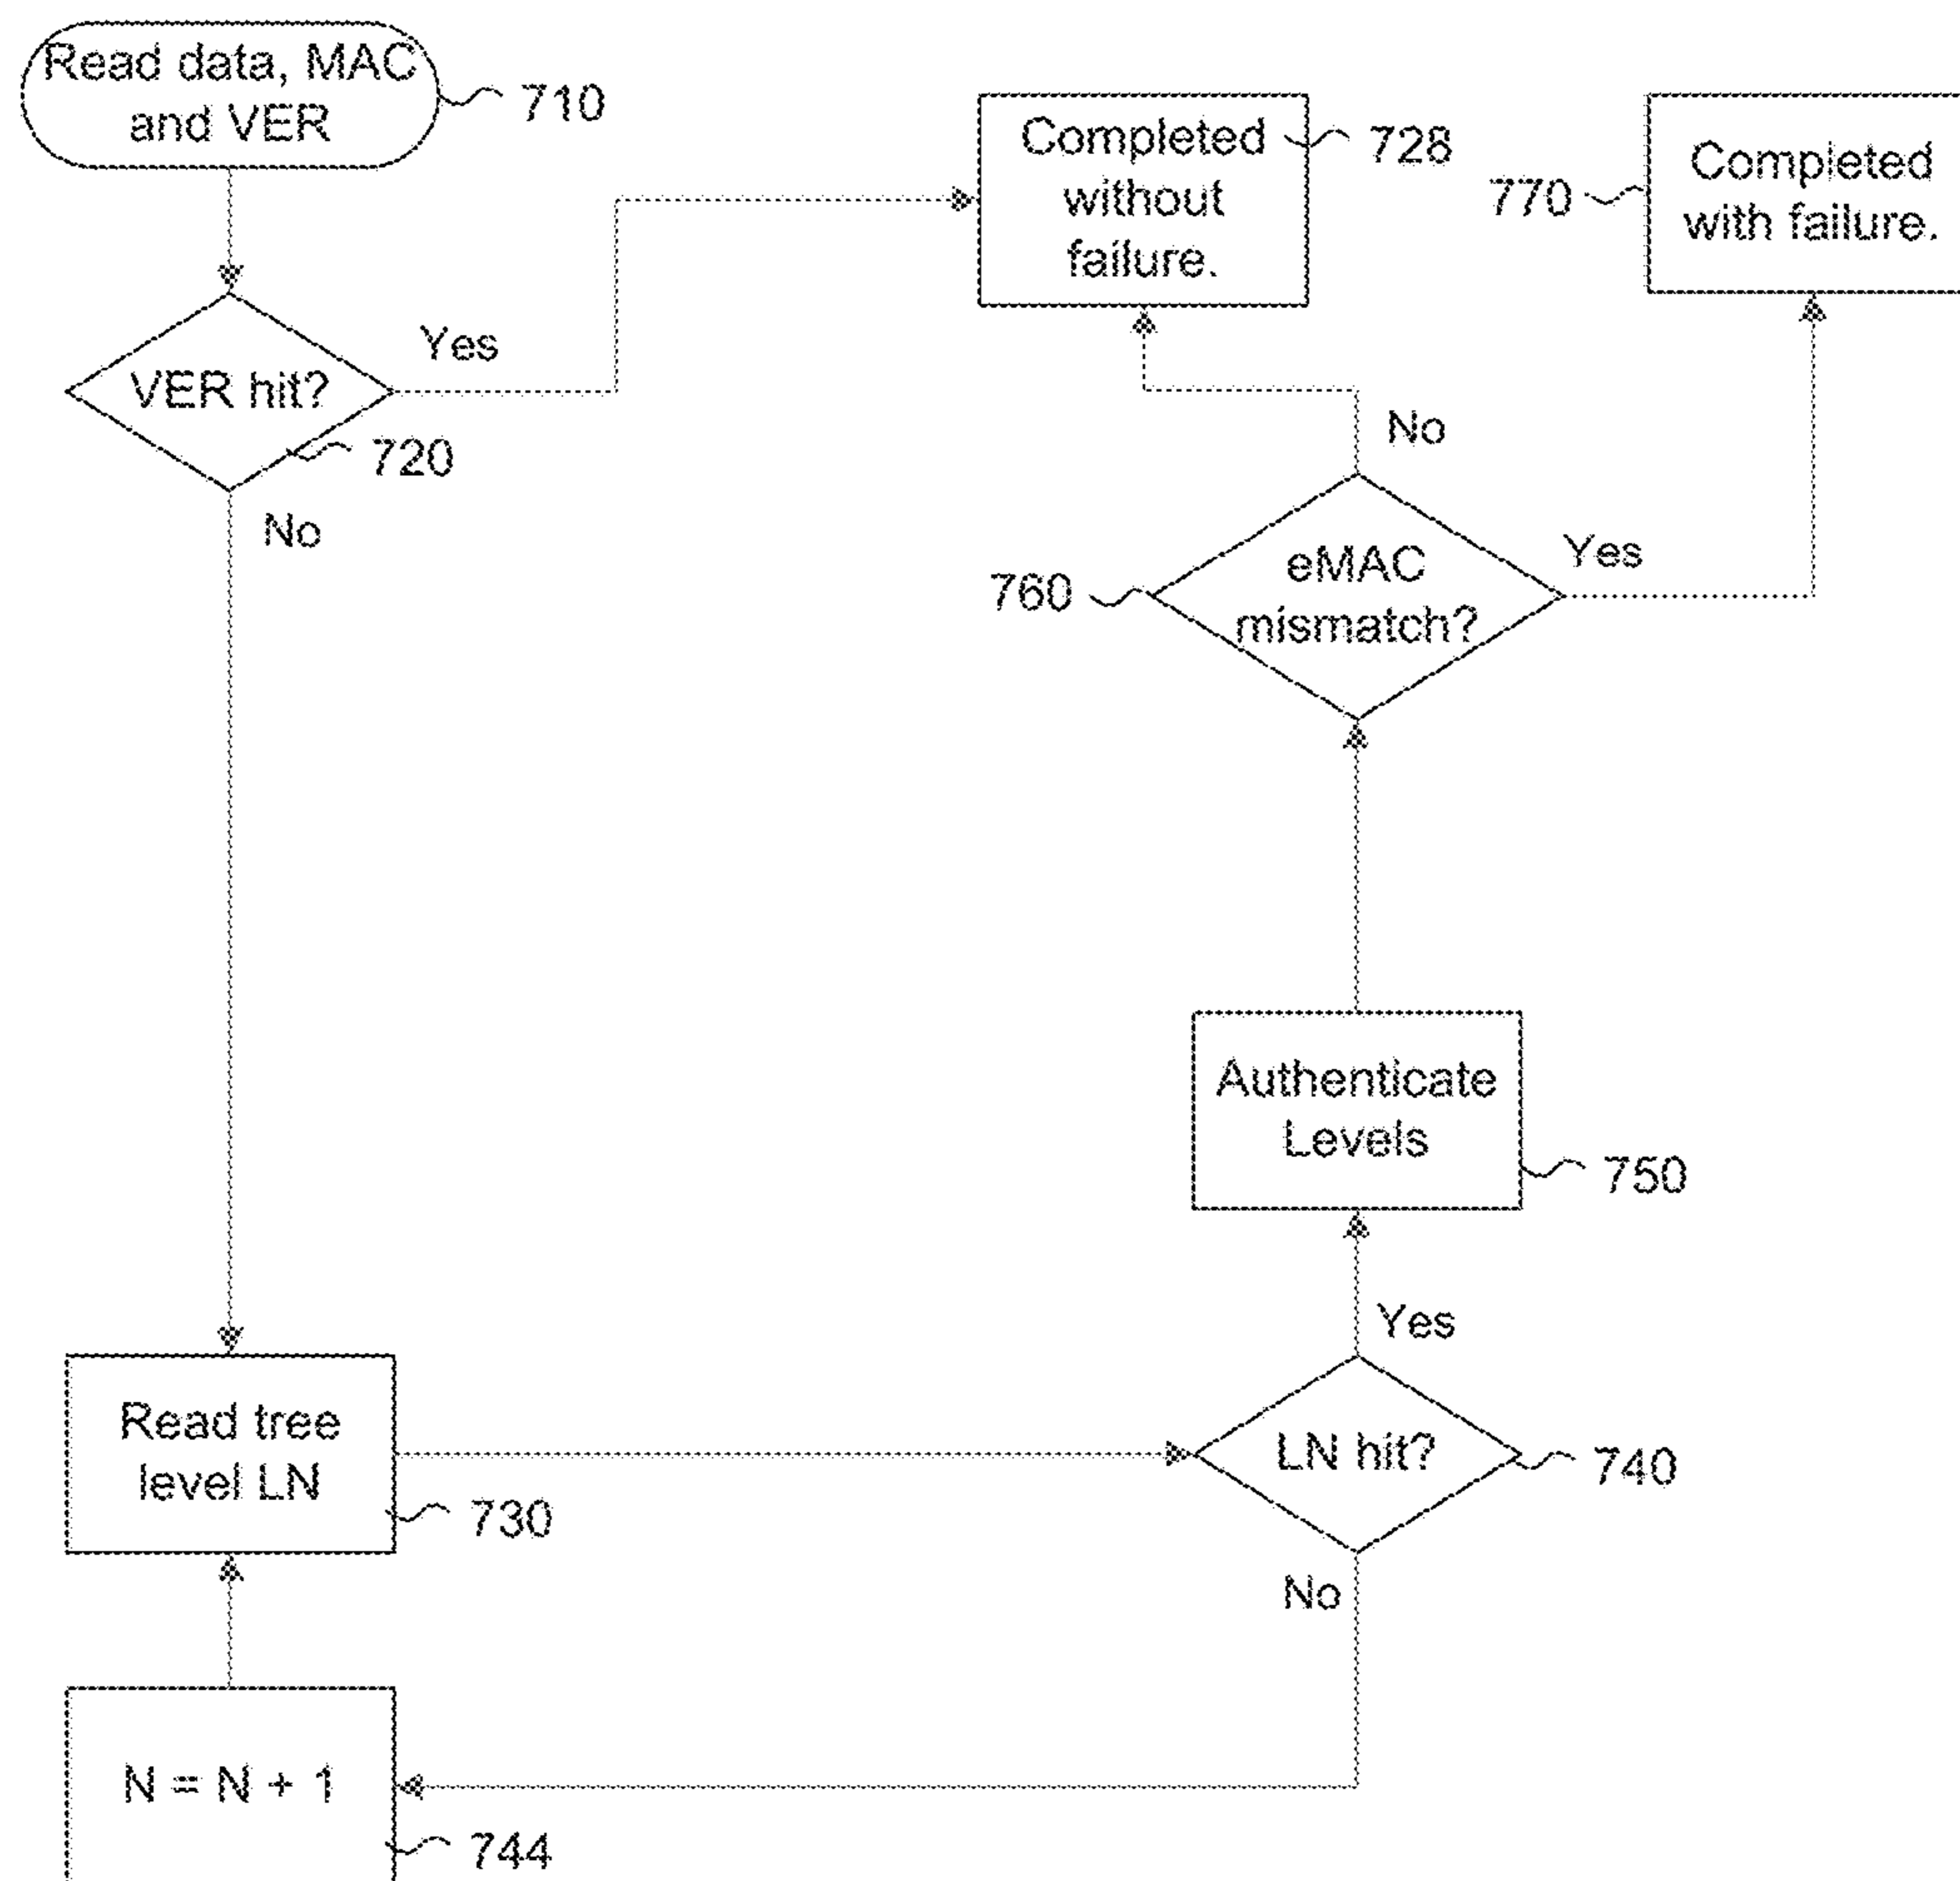 Read data, MAC
and VER
710
Completed
without
failure.
728
770
Completed
with failure.
Yes
VER hit?
720
No
No
eMAC
mismatch?
760
Yes
Authenticate
Levels
750
Yes
Read tree
level LN
730
LN hit?
740
No
N = N + 1
744